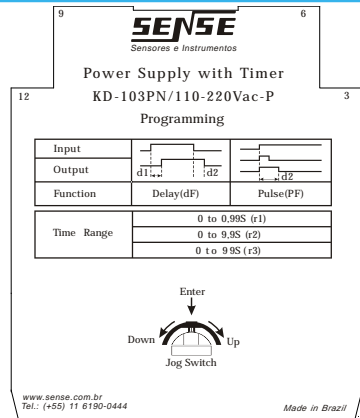 9
6
SENSE
Sensores e Instrumentos
Power Supply with Timer
12
KD-103PN/110-220Vac-P
3
Programming
Input
Output
d1
d2
d2
Function
Delay(dF)
Pulse(PF)
Time Range
0 to 0,99S (r1)
0 to 9,9S (r2)
0 to 99S (r3)
Enter
Down
Up
Jog Switch
www.sense.com.br
Tel.: (+55) 11 6190-0444
Made in Brazil